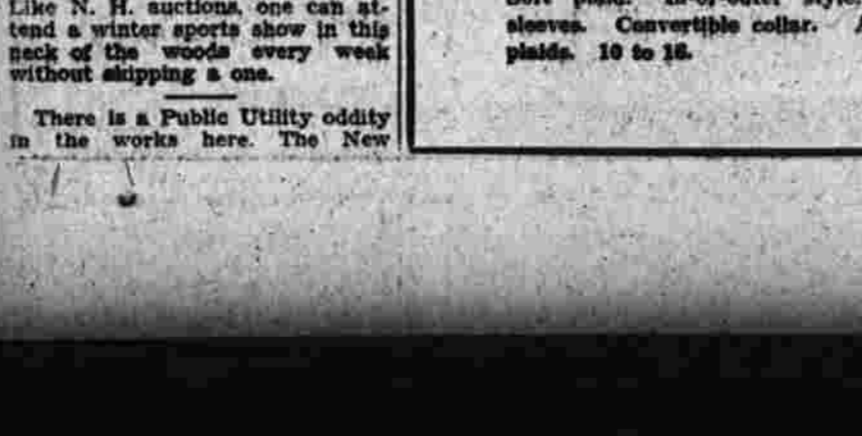 Like N. H. auctions, one can at-
tend a winter sports show in this
neck of the woods every week
without skipping a one.
There is a Public Utility oddity
in the works here. The New
sleeves. Convertible collar.
plaids. 10 to 16.